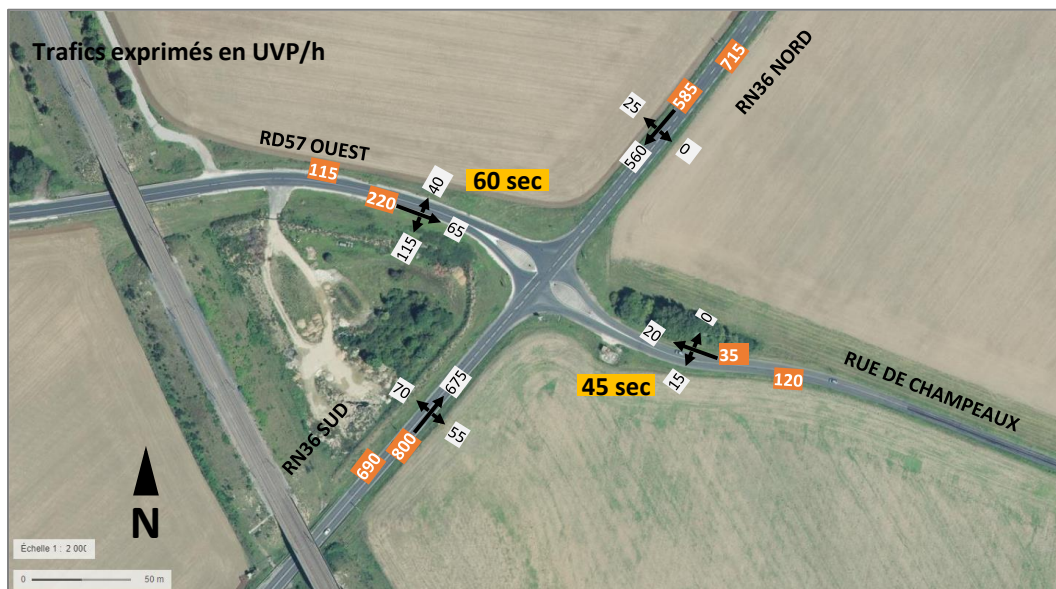 Trafics exprimés en UVP/h
RN36 NORD
715
585
25
0
560
RD57 OUEST
115
220
40
65
115
60 sec
0
20
35
15
120
RUE DE CHAMPEAUX
45 sec
70
675
55
800
690
RN36 SUD
N
Échelle 1 : 2 000
0 50 m